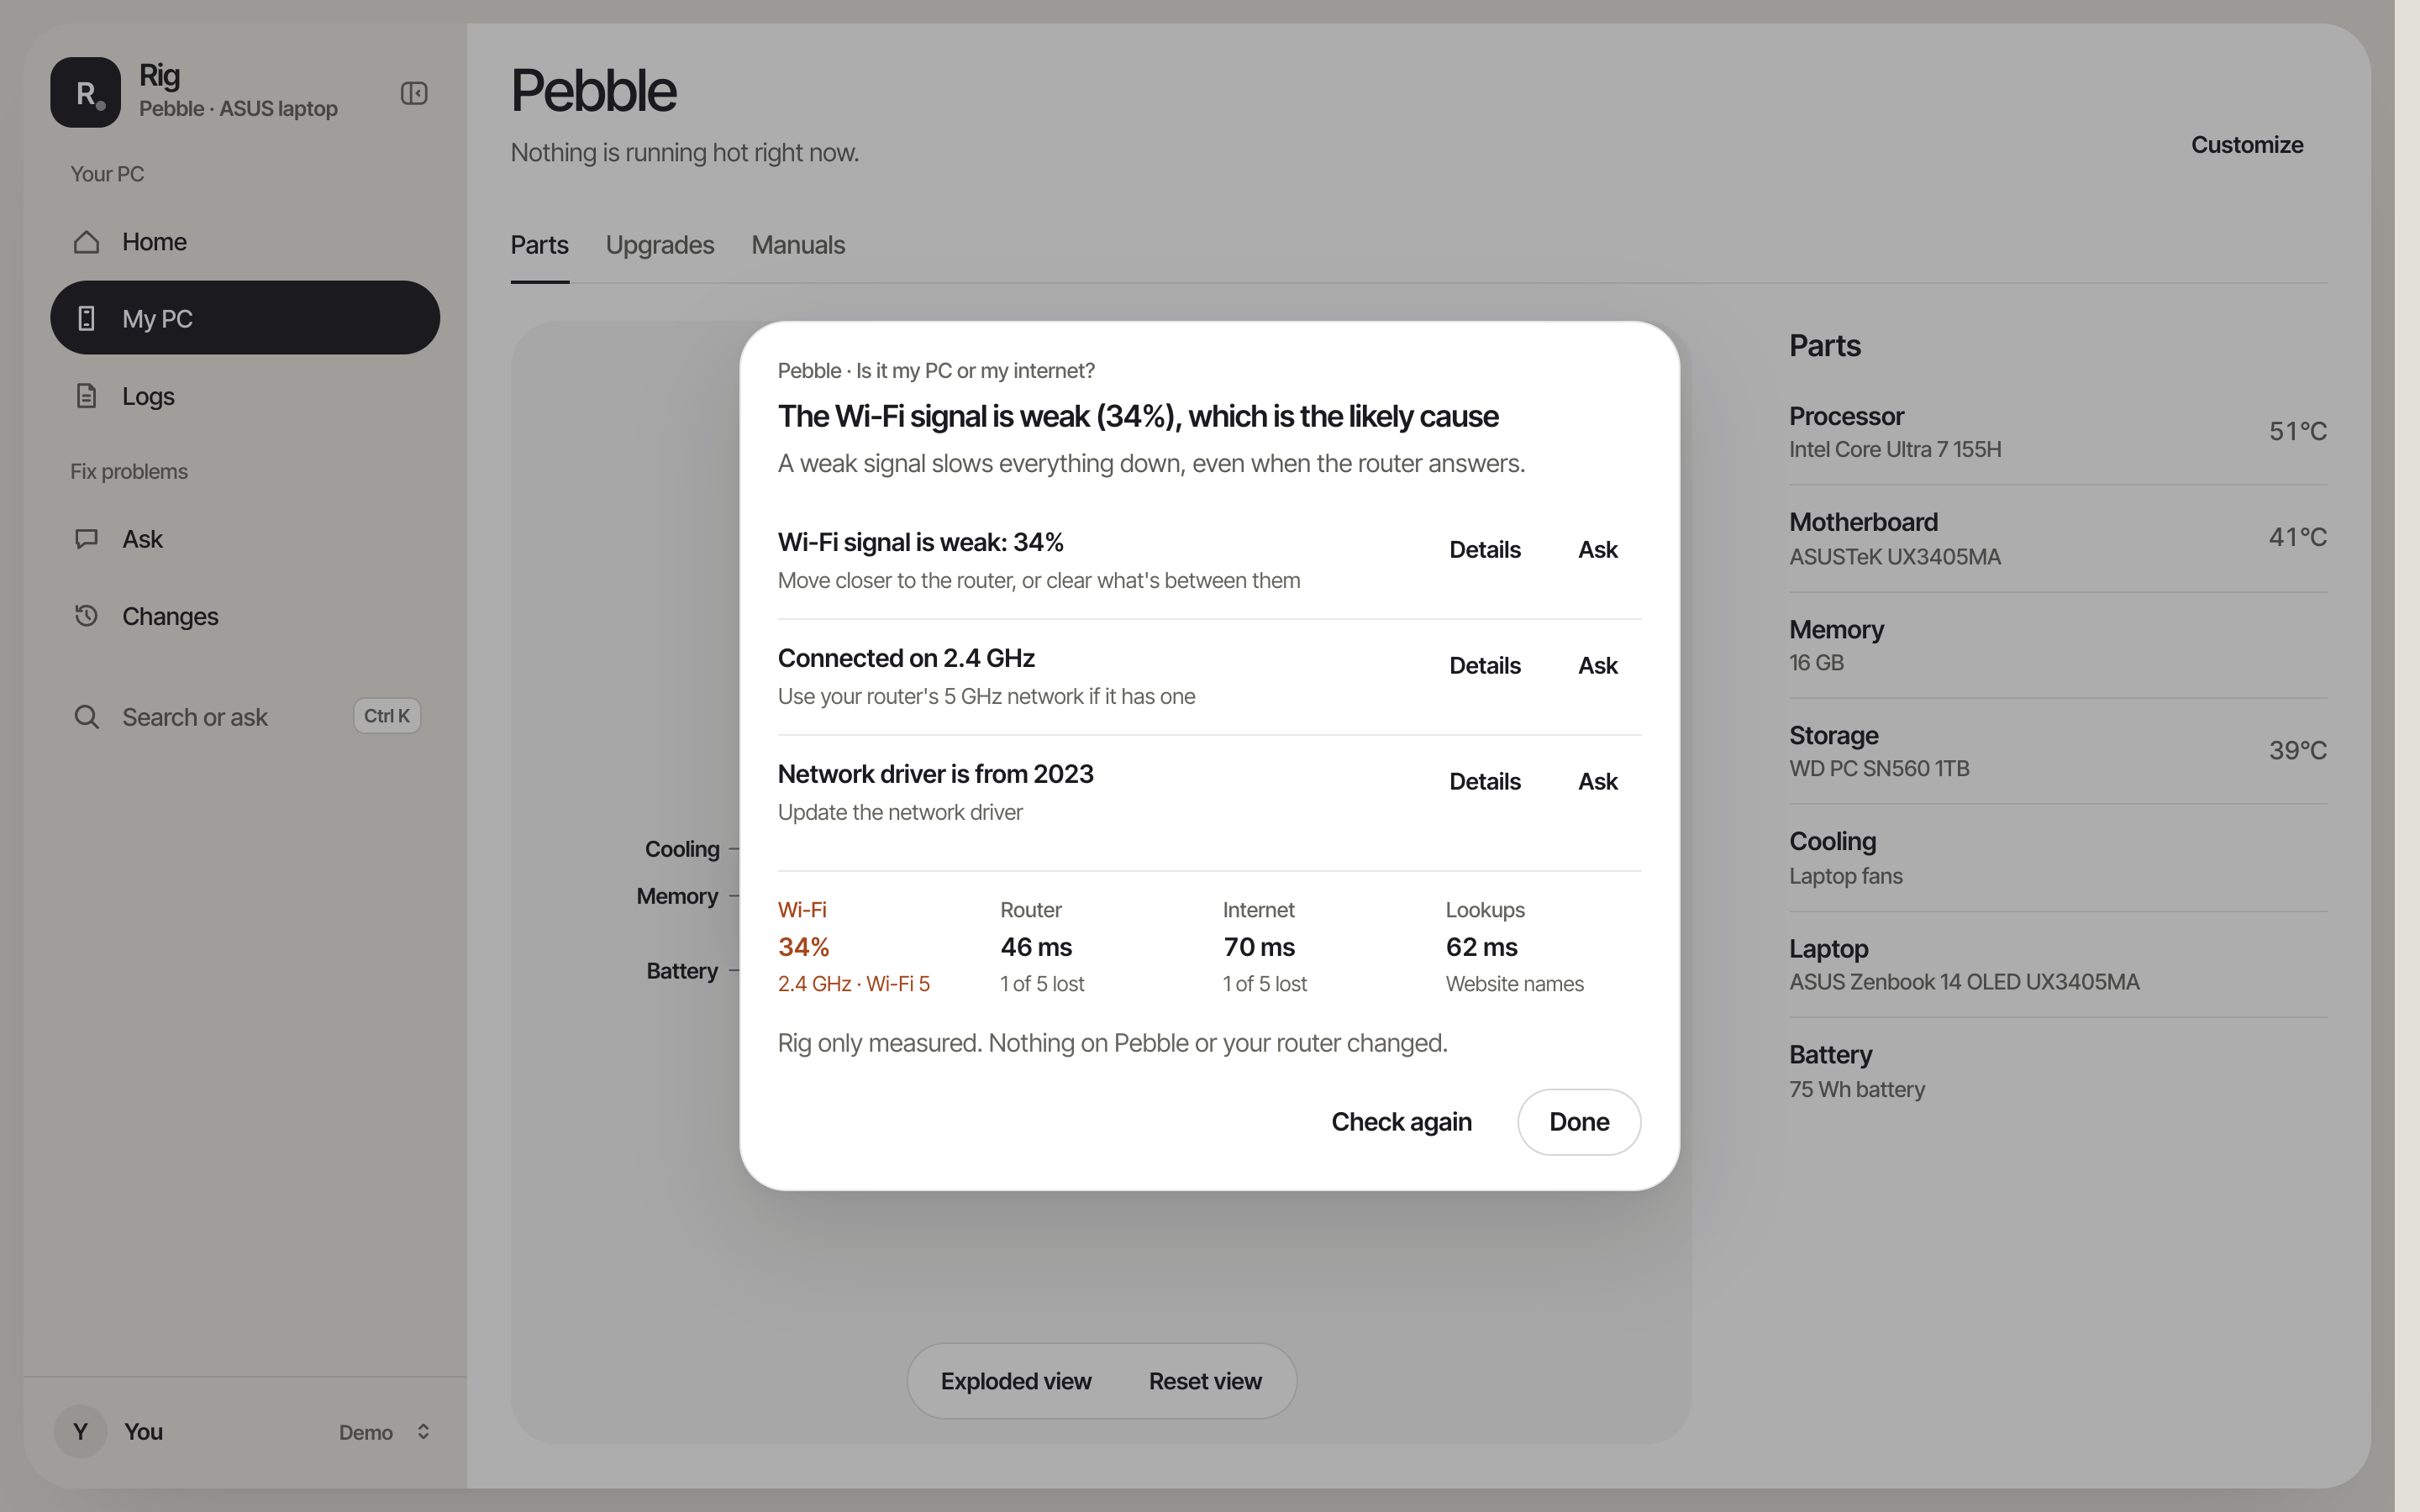 R.
Rig
Pebble · ASUS laptop
Your PC
Home
My PC
Logs
Fix problems
Ask
Changes
Search or ask
Ctrl K
Y
You
Demo
Pebble
Nothing is running hot right now.
Customize
Parts
Upgrades
Manuals
Cooling
Memory
Battery
Pebble · Is it my PC or my internet?
The Wi-Fi signal is weak (34%), which is the likely cause
A weak signal slows everything down, even when the router answers.
Wi-Fi signal is weak: 34%
Move closer to the router, or clear what's between them
Details
Ask
Connected on 2.4 GHz
Use your router's 5 GHz network if it has one
Details
Ask
Network driver is from 2023
Update the network driver
Details
Ask
Wi-Fi
34%
2.4 GHz · Wi-Fi 5
Router
46 ms
1 of 5 lost
Internet
70 ms
1 of 5 lost
Lookups
62 ms
Website names
Rig only measured. Nothing on Pebble or your router changed.
Check again
Done
Exploded view
Reset view
Parts
Processor
Intel Core Ultra 7 155H
51°C
Motherboard
ASUSTeK UX3405MA
41°C
Memory
16 GB
Storage
WD PC SN560 1TB
39°C
Cooling
Laptop fans
Laptop
ASUS Zenbook 14 OLED UX3405MA
Battery
75 Wh battery